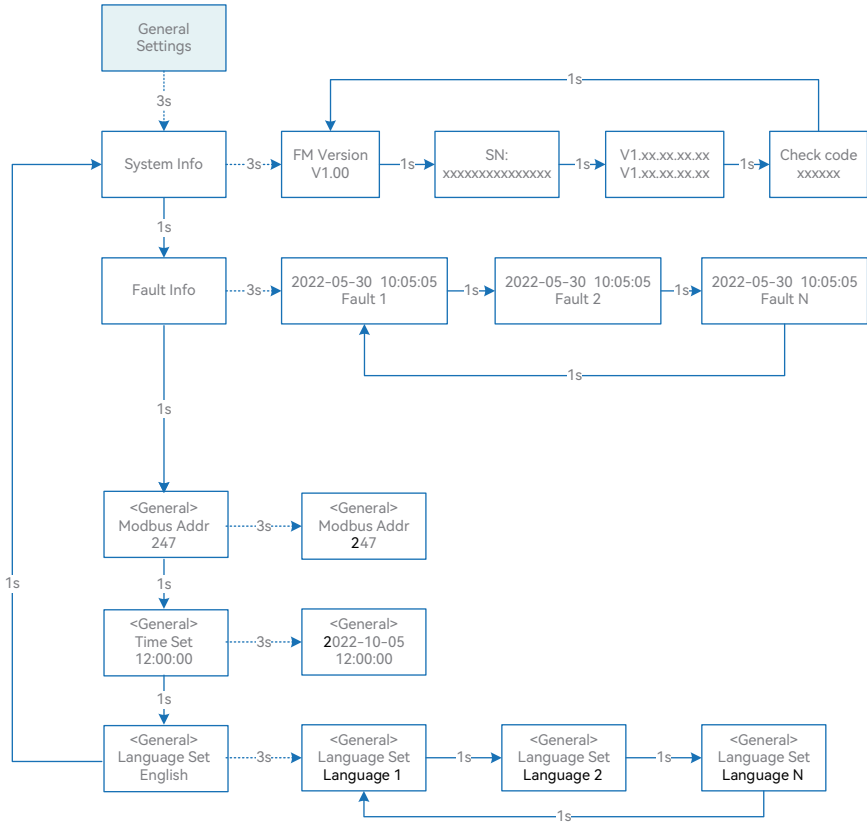 General
Settings
3s
1s
System Info
3s
FM Version
V1.00
1s
SN:
xxxxxxxxxxxxxxx
1s
V1.xx.xx.xx.xx
V1.xx.xx.xx.xx
1s
Check code
xxxxxx
1s
Fault Info
3s
2022-05-30 10:05:05
Fault 1
1s
2022-05-30 10:05:05
Fault 2
1s
2022-05-30 10:05:05
Fault N
1s
1s
<General>
Modbus Addr
247
3s
<General>
Modbus Addr
247
1s
1s
<General>
Time Set
12:00:00
3s
<General>
2022-10-05
12:00:00
1s
<General>
Language Set
English
3s
<General>
Language Set
Language 1
1s
<General>
Language Set
Language 2
1s
<General>
Language Set
Language N
1s